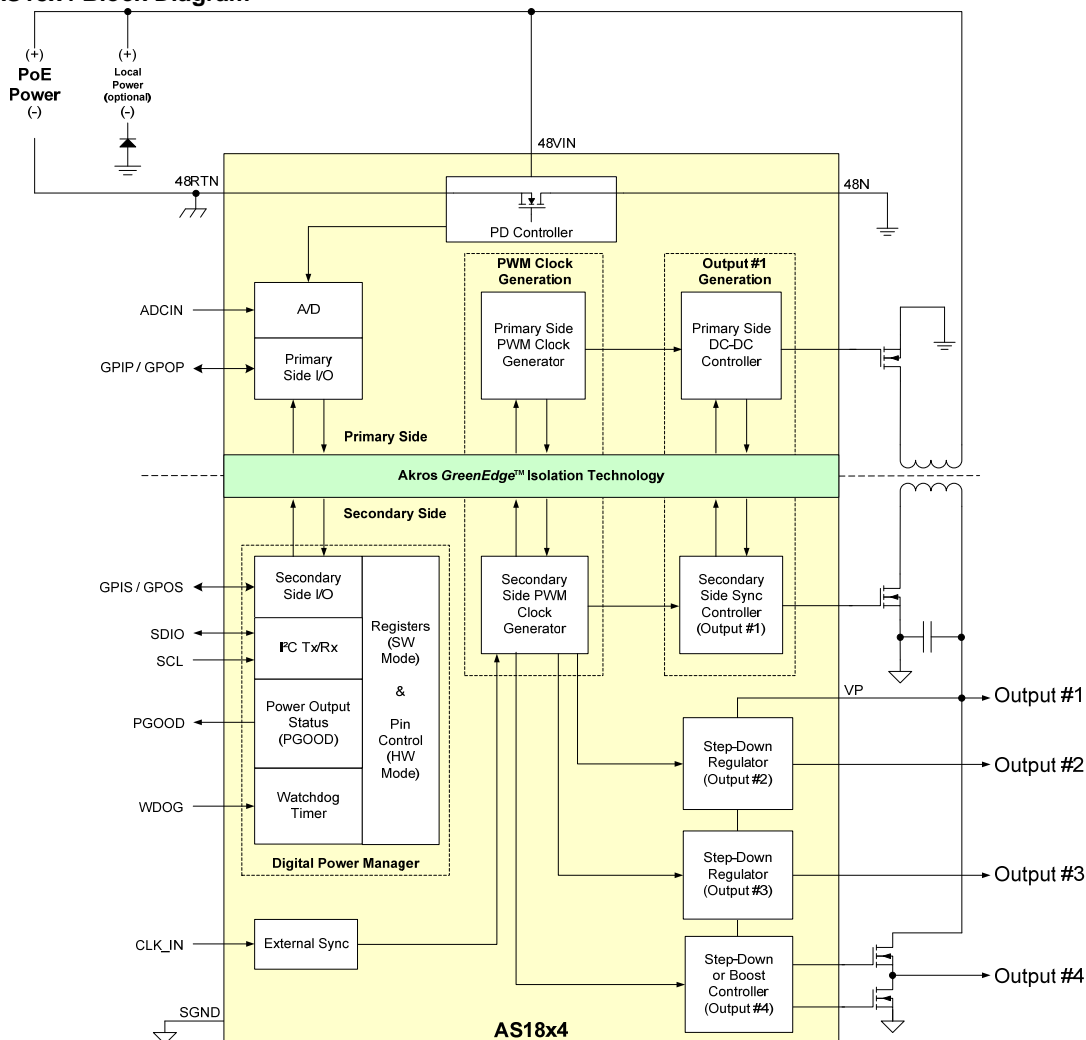 (+)
PoE
Power
(-)
(+)
Local
Power
(optional)
(-)
48VIN
48RTN
48N
PD Controller
PWM Clock
Generation
Output #1
Generation
ADCIN
A/D
Primary Side
PWM Clock
Generator
Primary Side
DC-DC
Controller
GPIP / GPOP
Primary
Side I/O
Primary Side
Akros GreenEdge™ Isolation Technology
Secondary Side
GPIS / GPOS
Secondary
Side I/O
Registers
(SW
Mode)
&
Pin
Control
(HW
Mode)
Secondary
Side PWM
Clock
Generator
Secondary
Side Sync
Controller
(Output #1)
SDIO
SCL
I²C Tx/Rx
VP
Output #1
PGOOD
Power Output
Status
(PGOOD)
Step-Down
Regulator
(Output #2)
Output #2
WDOG
Watchdog
Timer
Digital Power Manager
Step-Down
Regulator
(Output #3)
Output #3
CLK_IN
External Sync
Step-Down
or Boost
Controller
(Output #4)
Output #4
SGND
AS18x4